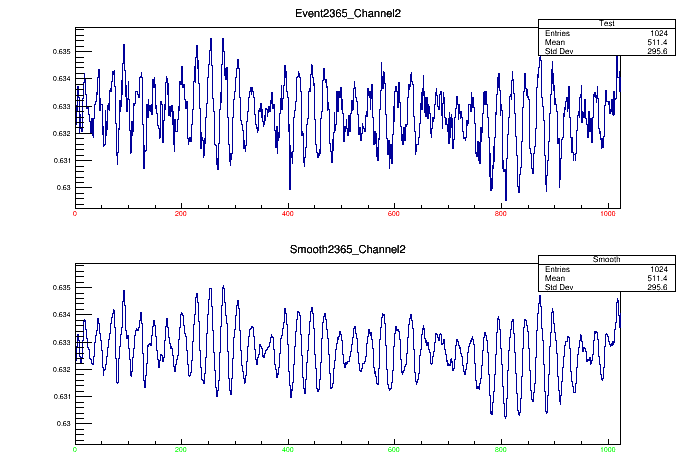 Event2365_Channel2
Test
Entries 1024
Mean 511.4
Std Dev 295.6
0.635
0.634
0.633
0.632
0.631
0.63
0 200 400 600 800 1000
Smooth2365_Channel2
Smooth
Entries 1024
Mean 511.4
Std Dev 295.6
0.635
0.634
0.633
0.632
0.631
0.63
0 200 400 600 800 1000